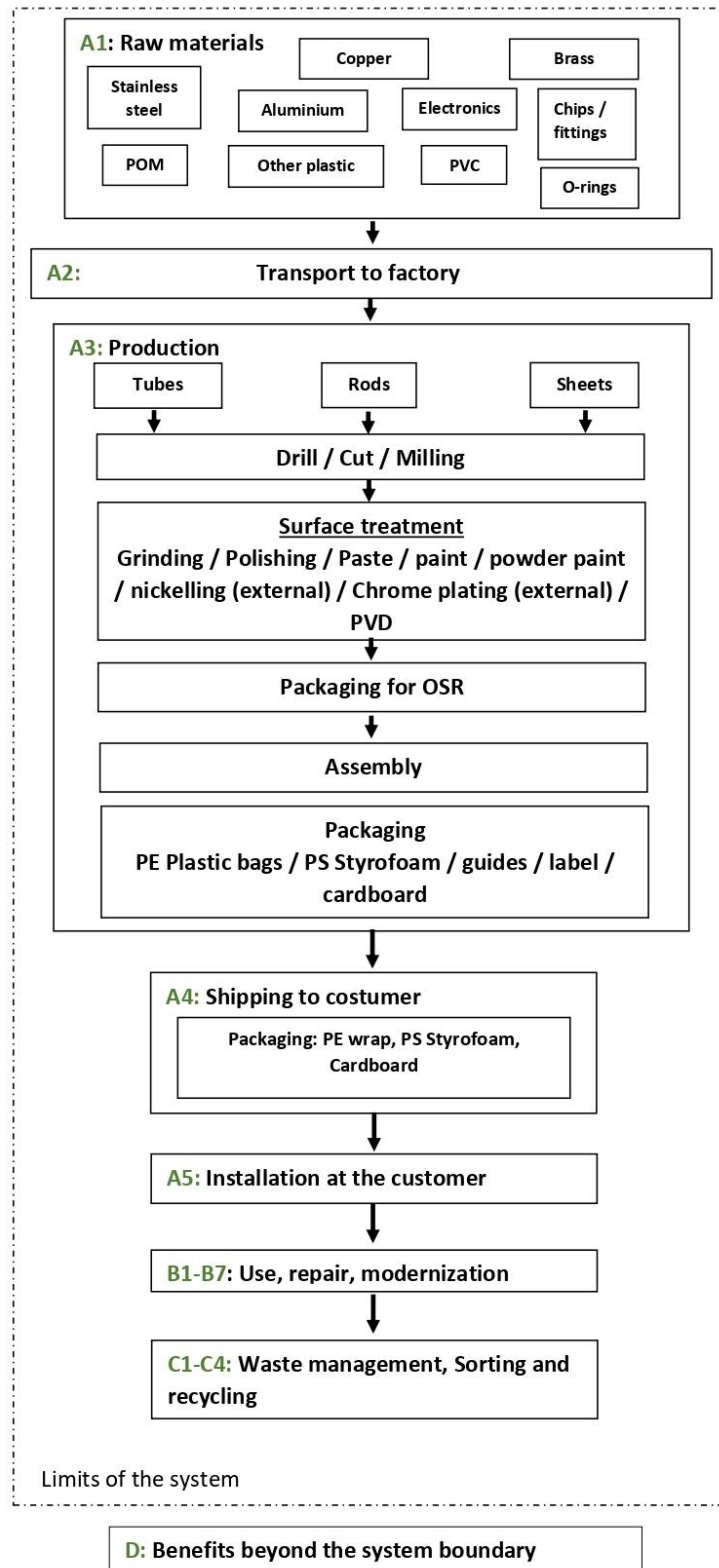 A1: Raw materials
Copper
Brass
Stainless
steel
Aluminium
Electronics
Chips /
fittings
POM
Other plastic
PVC
O-rings
A2: Transport to factory
A3: Production
Tubes
Rods
Sheets
Drill / Cut / Milling
Surface treatment
Grinding / Polishing / Paste / paint / powder paint
/ nickelling (external) / Chrome plating (external) /
PVD
Packaging for OSR
Assembly
Packaging
PE Plastic bags / PS Styrofoam / guides / label /
cardboard
A4: Shipping to costumer
Packaging: PE wrap, PS Styrofoam,
Cardboard
A5: Installation at the customer
B1-B7: Use, repair, modernization
C1-C4: Waste management, Sorting and
recycling
Limits of the system
D: Benefits beyond the system boundary